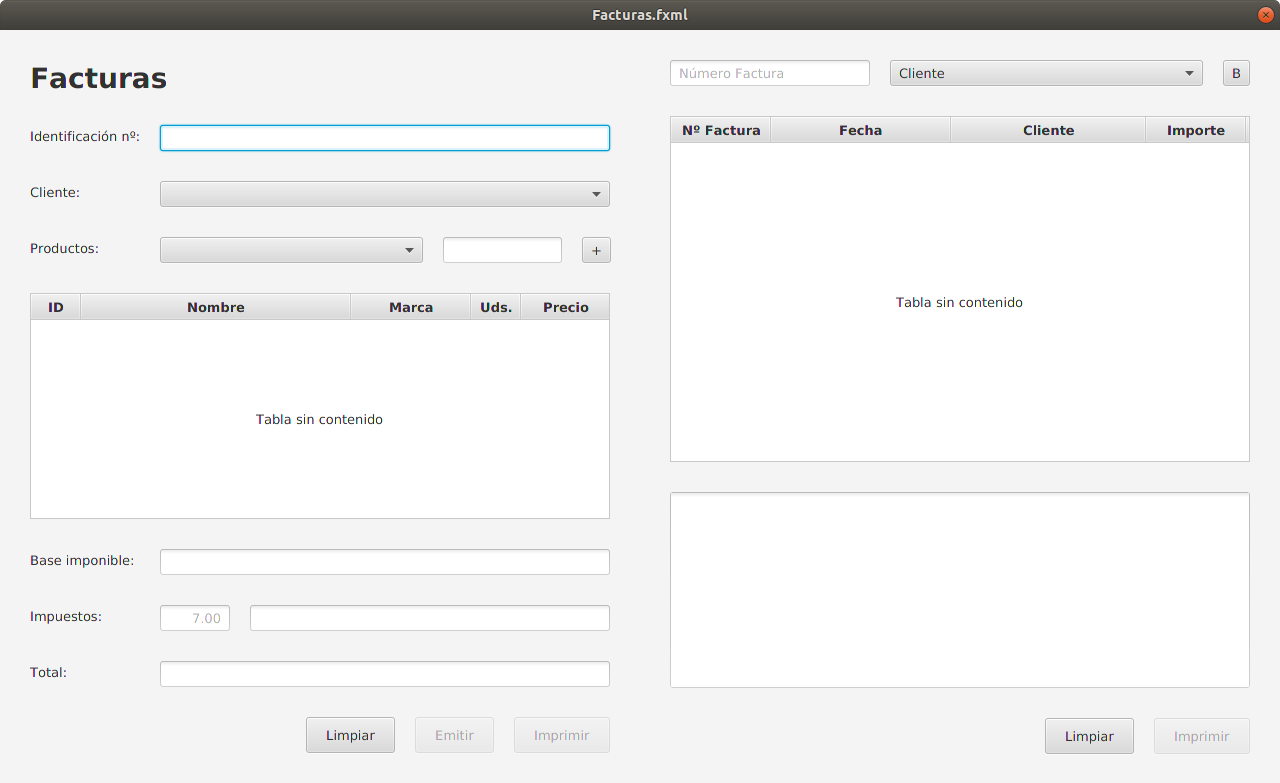 Facturas.fxml
Facturas
Identificación nº:
Cliente:
Productos:
+
ID Nombre Marca Uds. Precio
Tabla sin contenido
Base imponible:
Impuestos: 7.00
Total:
Limpiar Emitir Imprimir
Número Factura Cliente B
Nº Factura Fecha Cliente Importe
Tabla sin contenido
Limpiar Imprimir